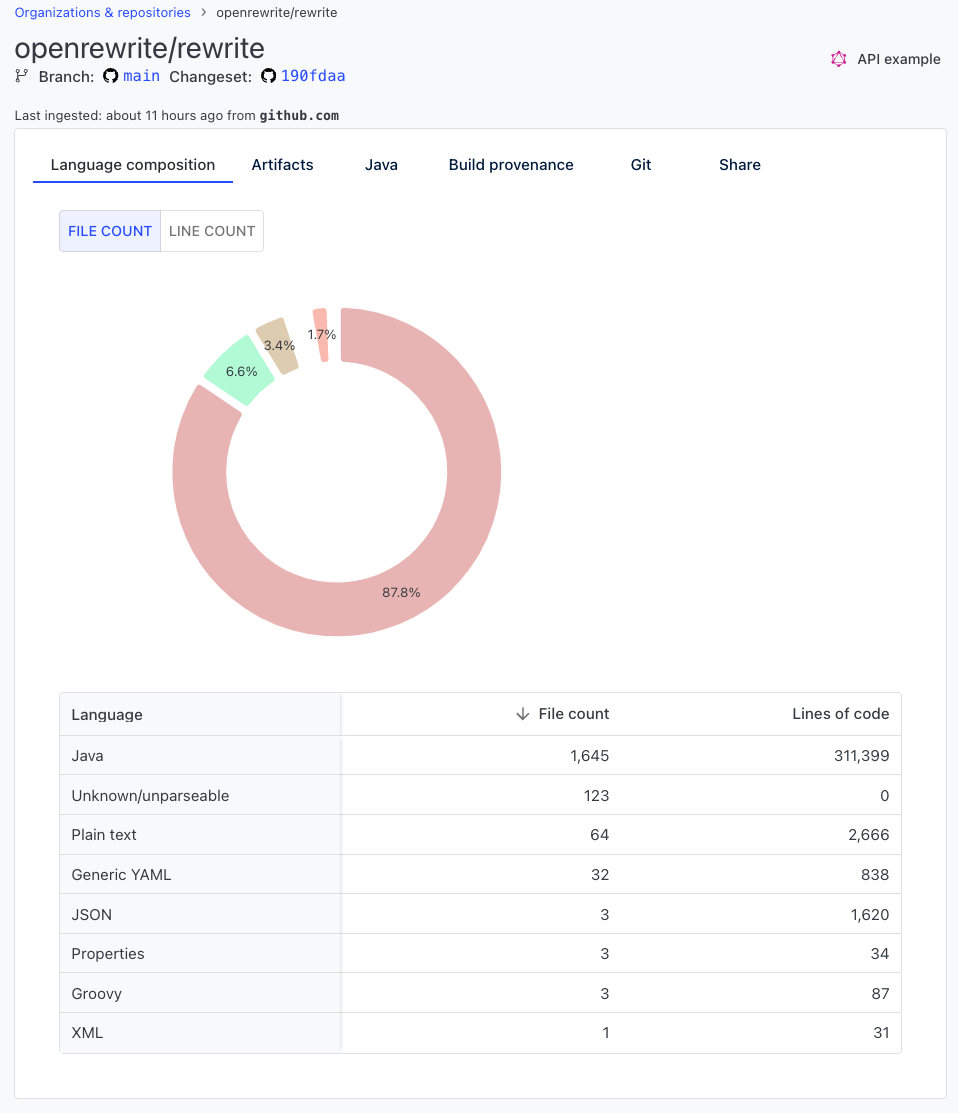 Organizations & repositories > openrewrite/rewrite
openrewrite/rewrite
API example
Branch: main Changeset: 190fdaa
Last ingested: about 11 hours ago from github.com
Language composition Artifacts Java Build provenance Git Share
FILE COUNT LINE COUNT
1.7%
3.4%
6.6%
87.8%
Language File count Lines of code
Java 1,645 311,399
Unknown/unparseable 123 0
Plain text 64 2,666
Generic YAML 32 838
JSON 3 1,620
Properties 3 34
Groovy 3 87
XML 1 31